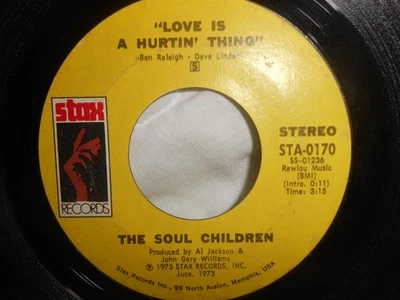 "LOVE IS
A HURTIN' THING"
-Ben Raleigh - Dave Linden
S
stax
RECORDS
STEREO
STA-0170
SS-01236
Rawlou Music
(BMI)
(Intro. 0:11)
Time: 3:15
THE SOUL CHILDREN
Produced by Al Jackson &
John Gary Williams
Ⓟ 1973 STAX RECORDS, INC.
June, 1973
Stax Records, Inc., 98 North Avalon, Memphis, USA